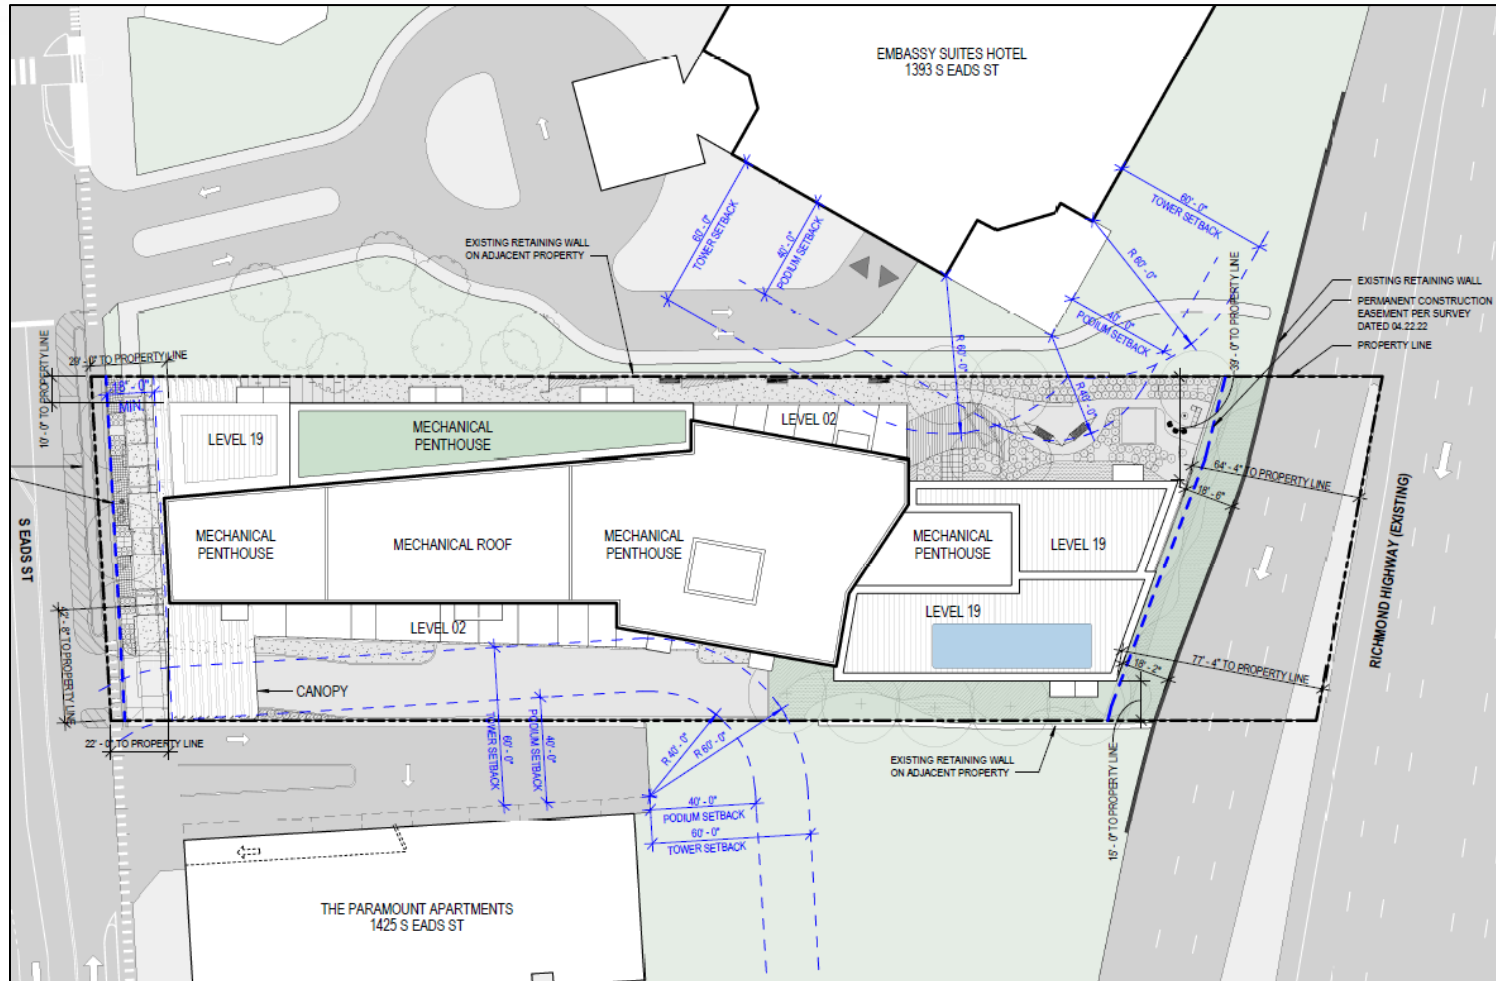 EMBASSY SUITES HOTEL
1393 S EADS ST
60' - 0"
TOWER SETBACK
40' - 0"
PODIUM SETBACK
60' - 0"
TOWER SETBACK
R 60' - 0"
EXISTING RETAINING WALL
ON ADJACENT PROPERTY
EXISTING RETAINING WALL
PERMANENT CONSTRUCTION
EASEMENT PER SURVEY
DATED 04.22.22
PROPERTY LINE
40' - 0"
PODIUM SETBACK
R 60' - 0"
R 40' - 0"
TO PROPERTY LINE
10' - 0" TO PROPERTY LINE
TO PROPERTY LINE
MIN.
LEVEL 19
MECHANICAL
PENTHOUSE
LEVEL 02
64' - 4" TO PROPERTY LINE
18' - 6"
MECHANICAL
PENTHOUSE
MECHANICAL ROOF
MECHANICAL
PENTHOUSE
MECHANICAL
PENTHOUSE
LEVEL 19
S EADS ST
RICHMOND HIGHWAY (EXISTING)
LEVEL 19
LEVEL 02
TO PROPERTY LINE
77' - 4" TO PROPERTY LINE
18' - 2"
CANOPY
22' - 0" TO PROPERTY LINE
60' - 0"
TOWER SETBACK
40' - 0"
PODIUM SETBACK
R 40' - 0"
R 60' - 0"
EXISTING RETAINING WALL
ON ADJACENT PROPERTY
15' - 0" TO PROPERTY LINE
40' - 0"
PODIUM SETBACK
60' - 0"
TOWER SETBACK
THE PARAMOUNT APARTMENTS
1425 S EADS ST